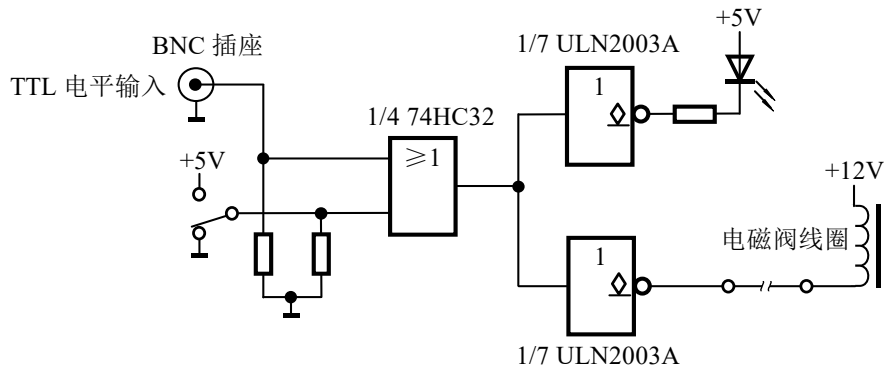 BNC 插座
TTL 电平输入
+5V
1/4 74HC32
≥1
1/7 ULN2003A
1
+5V
+12V
电磁阀线圈
1
1/7 ULN2003A